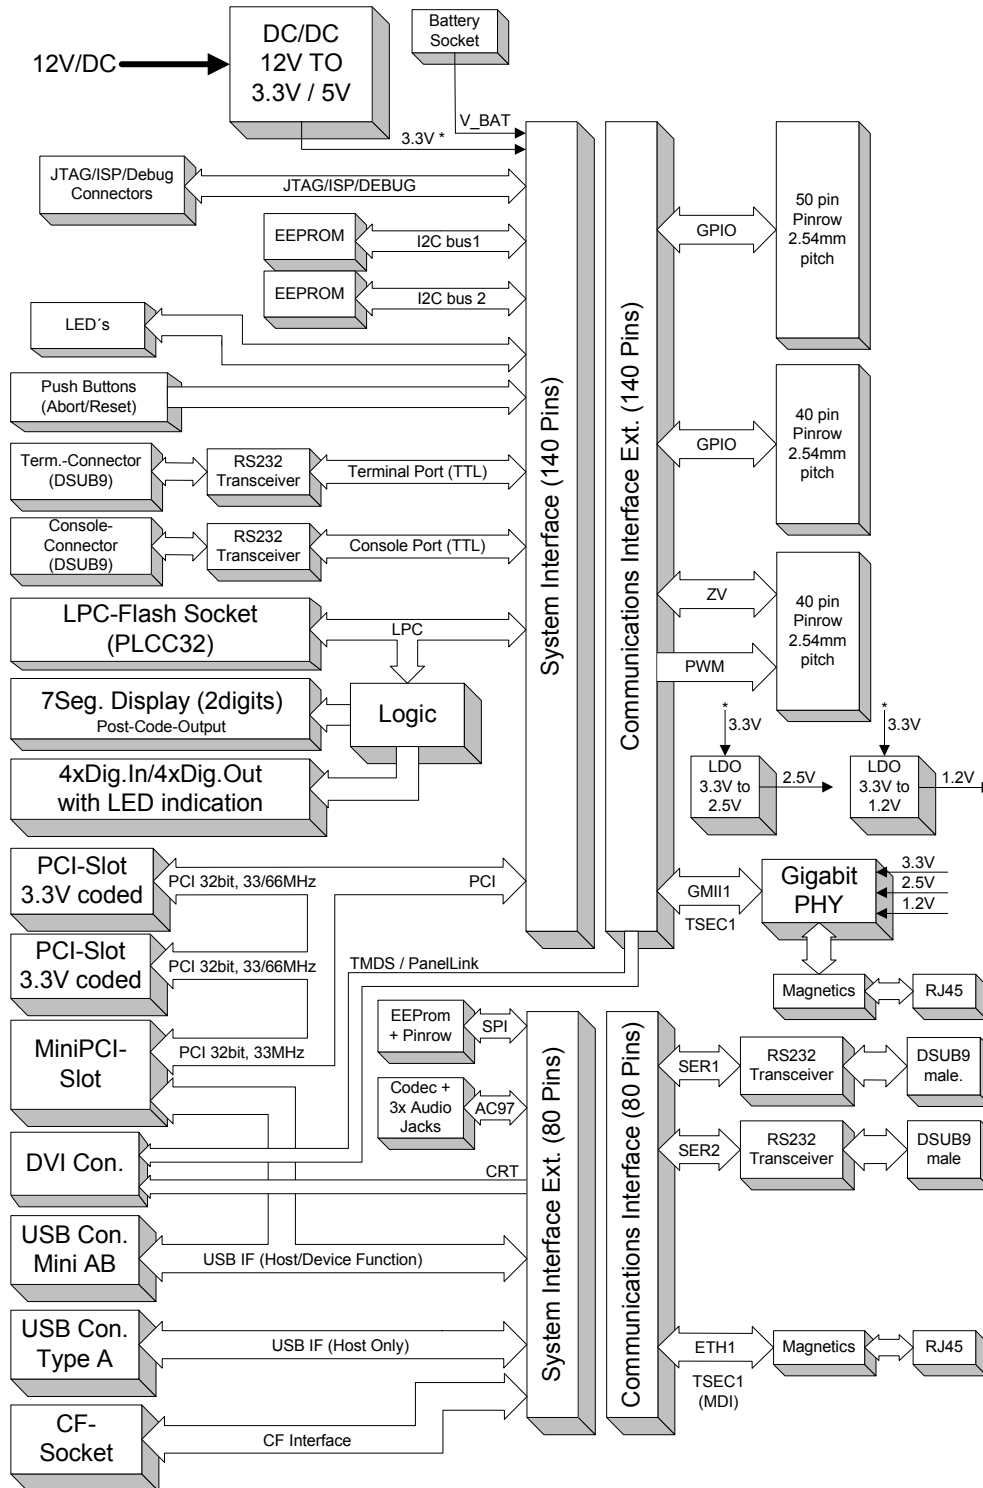 12V/DC
DC/DC
12V TO
3.3V / 5V
Battery
Socket
V_BAT
3.3V *
JTAG/ISP/Debug
Connectors
JTAG/ISP/DEBUG
EEPROM
I2C bus1
EEPROM
I2C bus 2
LED´s
Push Buttons
(Abort/Reset)
Term.-Connector
(DSUB9)
RS232
Transceiver
Terminal Port (TTL)
Console-
Connector
(DSUB9)
RS232
Transceiver
Console Port (TTL)
LPC-Flash Socket
(PLCC32)
LPC
7Seg. Display (2digits)
Post-Code-Output
Logic
4xDig.In/4xDig.Out
with LED indication
PCI-Slot
3.3V coded
PCI 32bit, 33/66MHz
PCI
PCI-Slot
3.3V coded
PCI 32bit, 33/66MHz
TMDS / PanelLink
MiniPCI-
Slot
PCI 32bit, 33MHz
EEProm
+ Pinrow
SPI
Codec +
3x Audio
Jacks
AC97
DVI Con.
CRT
USB Con.
Mini AB
USB IF (Host/Device Function)
USB Con.
Type A
USB IF (Host Only)
CF-
Socket
CF Interface
System Interface (140 Pins)
Communications Interface Ext. (140 Pins)
System Interface Ext. (80 Pins)
Communications Interface (80 Pins)
GPIO
50 pin
Pinrow
2.54mm
pitch
GPIO
40 pin
Pinrow
2.54mm
pitch
ZV
PWM
40 pin
Pinrow
2.54mm
pitch
*
3.3V
LDO
3.3V to
2.5V
2.5V
*
3.3V
LDO
3.3V to
1.2V
1.2V
GMII1
TSEC1
Gigabit
PHY
3.3V
2.5V
1.2V
Magnetics
RJ45
SER1
RS232
Transceiver
DSUB9
male.
SER2
RS232
Transceiver
DSUB9
male
ETH1
TSEC1
(MDI)
Magnetics
RJ45